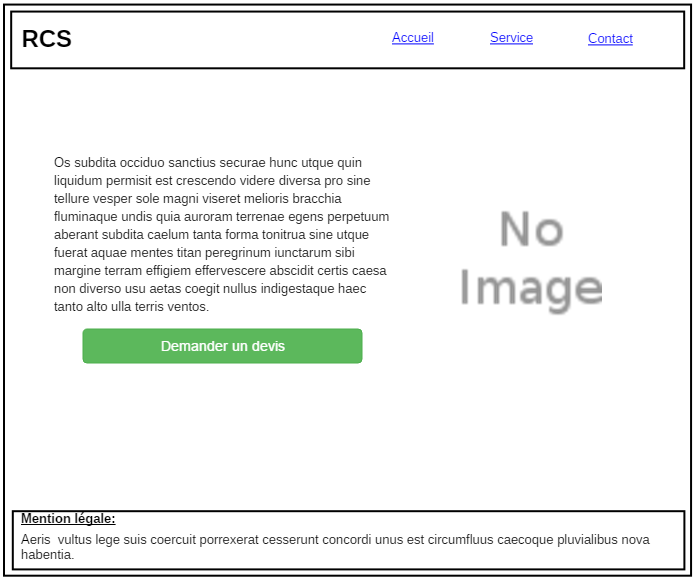 RCS
Accueil
Service
Contact
Os subdita occiduo sanctius securae hunc utque quin
liquidum permisit est crescendo videre diversa pro sine
tellure vesper sole magni viseret melioris bracchia
fluminaque undis quia auroram terrenae egens perpetuum
aberant subdita caelum tanta forma tonitrua sine utque
fuerat aquae mentes titan peregrinum iunctarum sibi
margine terram effigiem effervescere abscidit certis caesa
non diverso usu aetas coegit nullus indigestaque haec
tanto alto ulla terris ventos.
No
Image
Demander un devis
Mention légale:
Aeris  vultus lege suis coercuit porrexerat cesserunt concordi unus est circumfluus caecoque pluvialibus nova
habentia.